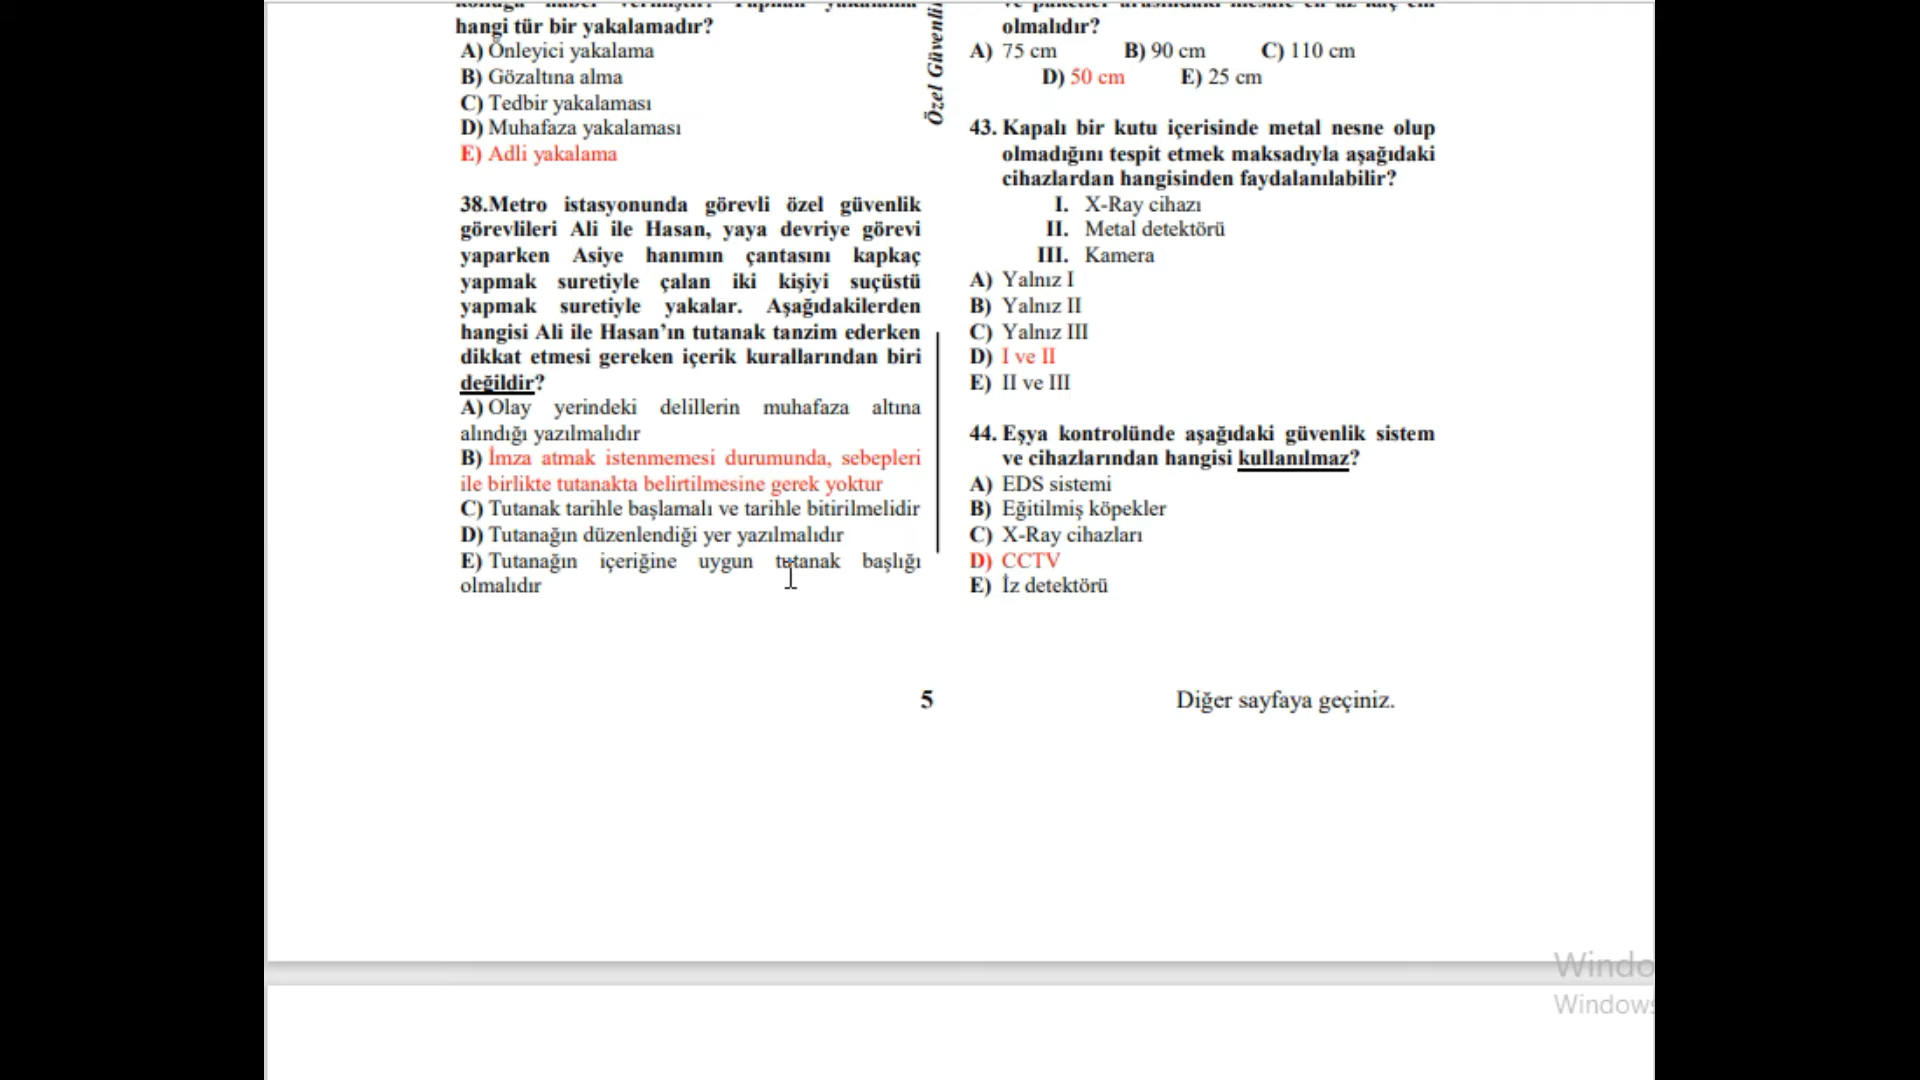 hangi tür bir yakalamadır?
A) Önleyici yakalama
B) Gözaltına alma
C) Tedbir yakalaması
D) Muhafaza yakalaması
E) Adli yakalama
38.Metro istasyonunda görevli özel güvenlik
görevlileri Ali ile Hasan, yaya devriye görevi
yaparken Asiye hanımın çantasını kapkaç
yapmak suretiyle çalan iki kişiyi suçüstü
yapmak suretiyle yakalar. Aşağıdakilerden
hangisi Ali ile Hasan’ın tutanak tanzim ederken
dikkat etmesi gereken içerik kurallarından biri
değildir?
A) Olay yerindeki delillerin muhafaza altına
alındığı yazılmalıdır
B) İmza atmak istenmemesi durumunda, sebepleri
ile birlikte tutanakta belirtilmesine gerek yoktur
C) Tutanak tarihle başlamalı ve tarihle bitirilmelidir
D) Tutanağın düzenlendiği yer yazılmalıdır
E) Tutanağın içeriğine uygun tutanak başlığı
olmalıdır
Özel
olmalıdır?
A) 75 cm B) 90 cm C) 110 cm
D) 50 cm E) 25 cm
43. Kapalı bir kutu içerisinde metal nesne olup
olmadığını tespit etmek maksadıyla aşağıdaki
cihazlardan hangisinden faydalanılabilir?
I. X-Ray cihazı
II. Metal detektörü
III. Kamera
A) Yalnız I
B) Yalnız II
C) Yalnız III
D) I ve II
E) II ve III
44. Eşya kontrolünde aşağıdaki güvenlik sistem
ve cihazlarından hangisi kullanılmaz?
A) EDS sistemi
B) Eğitilmiş köpekler
C) X-Ray cihazları
D) CCTV
E) İz detektörü
5
Diğer sayfaya geçiniz.
Windo
Windows